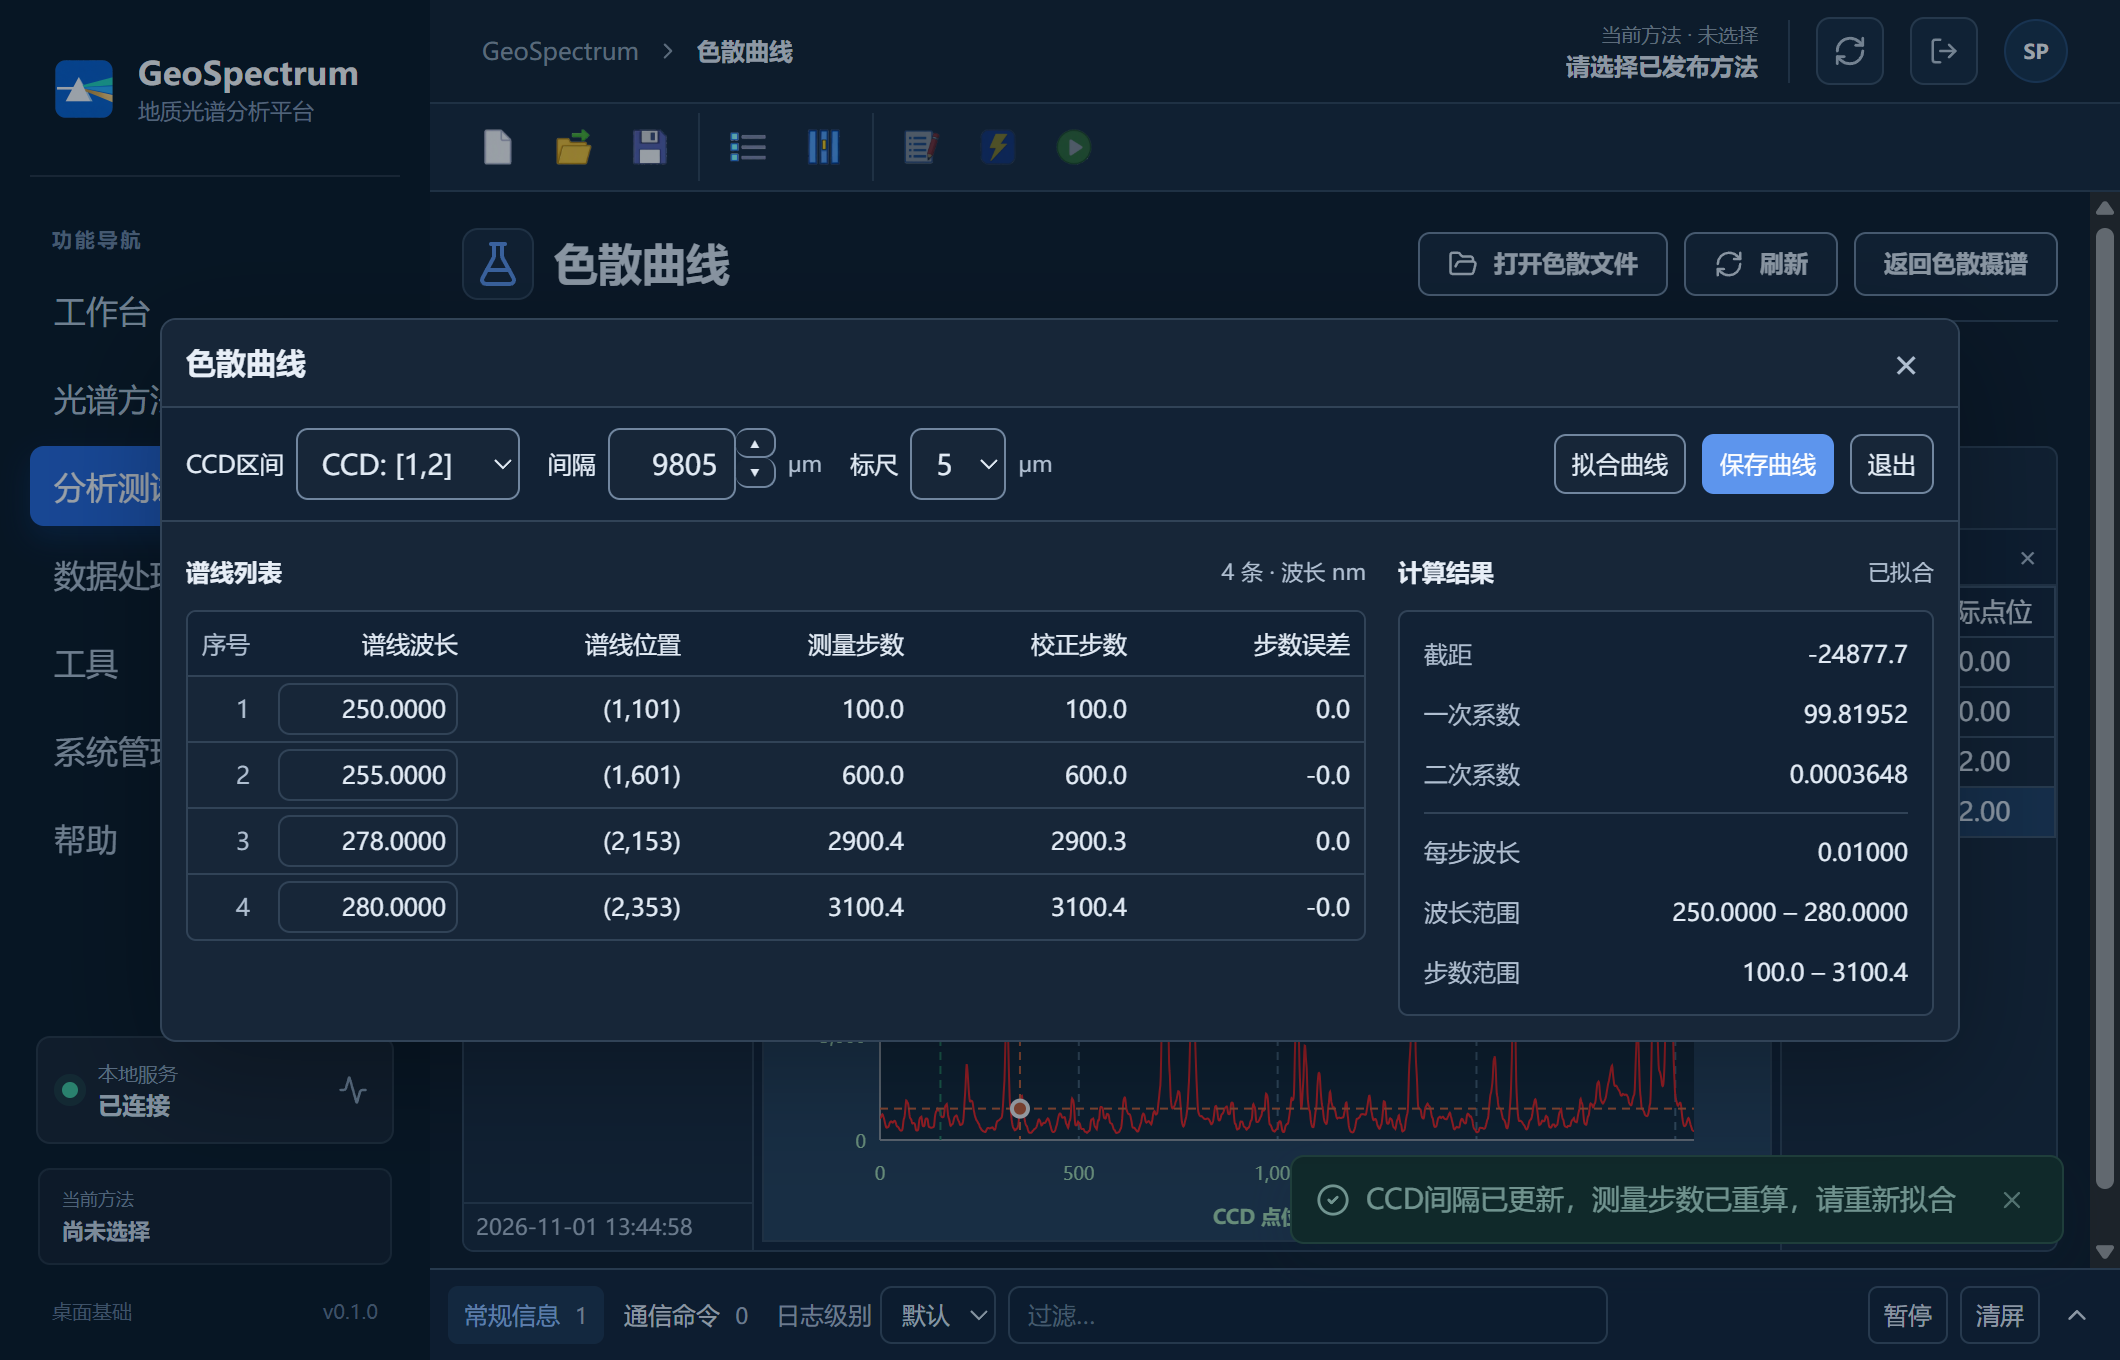 GeoSpectrum
地质光谱分析平台
GeoSpectrum > 色散曲线
当前方法 · 未选择
请选择已发布方法
SP
功能导航
工作台
光谱方法
分析测试
数据处理
工具
系统管理
帮助
色散曲线
打开色散文件
刷新
返回色散摄谱
色散曲线
CCD区间
CCD: [1,2]
间隔
9805
μm
标尺
5
μm
拟合曲线
保存曲线
退出
谱线列表
4 条 · 波长 nm
序号 谱线波长 谱线位置 测量步数 校正步数 步数误差
1 250.0000 (1,101) 100.0 100.0 0.0
2 255.0000 (1,601) 600.0 600.0 -0.0
3 278.0000 (2,153) 2900.4 2900.3 0.0
4 280.0000 (2,353) 3100.4 3100.4 -0.0
计算结果
已拟合
截距 -24877.7
一次系数 99.81952
二次系数 0.0003648
每步波长 0.01000
波长范围 250.0000 – 280.0000
步数范围 100.0 – 3100.4
际点位
0.00
0.00
2.00
2.00
本地服务
已连接
当前方法
尚未选择
桌面基础
v0.1.0
2026-11-01 13:44:58
0
0
500
1,00
CCD 点位
CCD间隔已更新，测量步数已重算，请重新拟合
常规信息 1
通信命令 0
日志级别
默认
过滤...
暂停
清屏